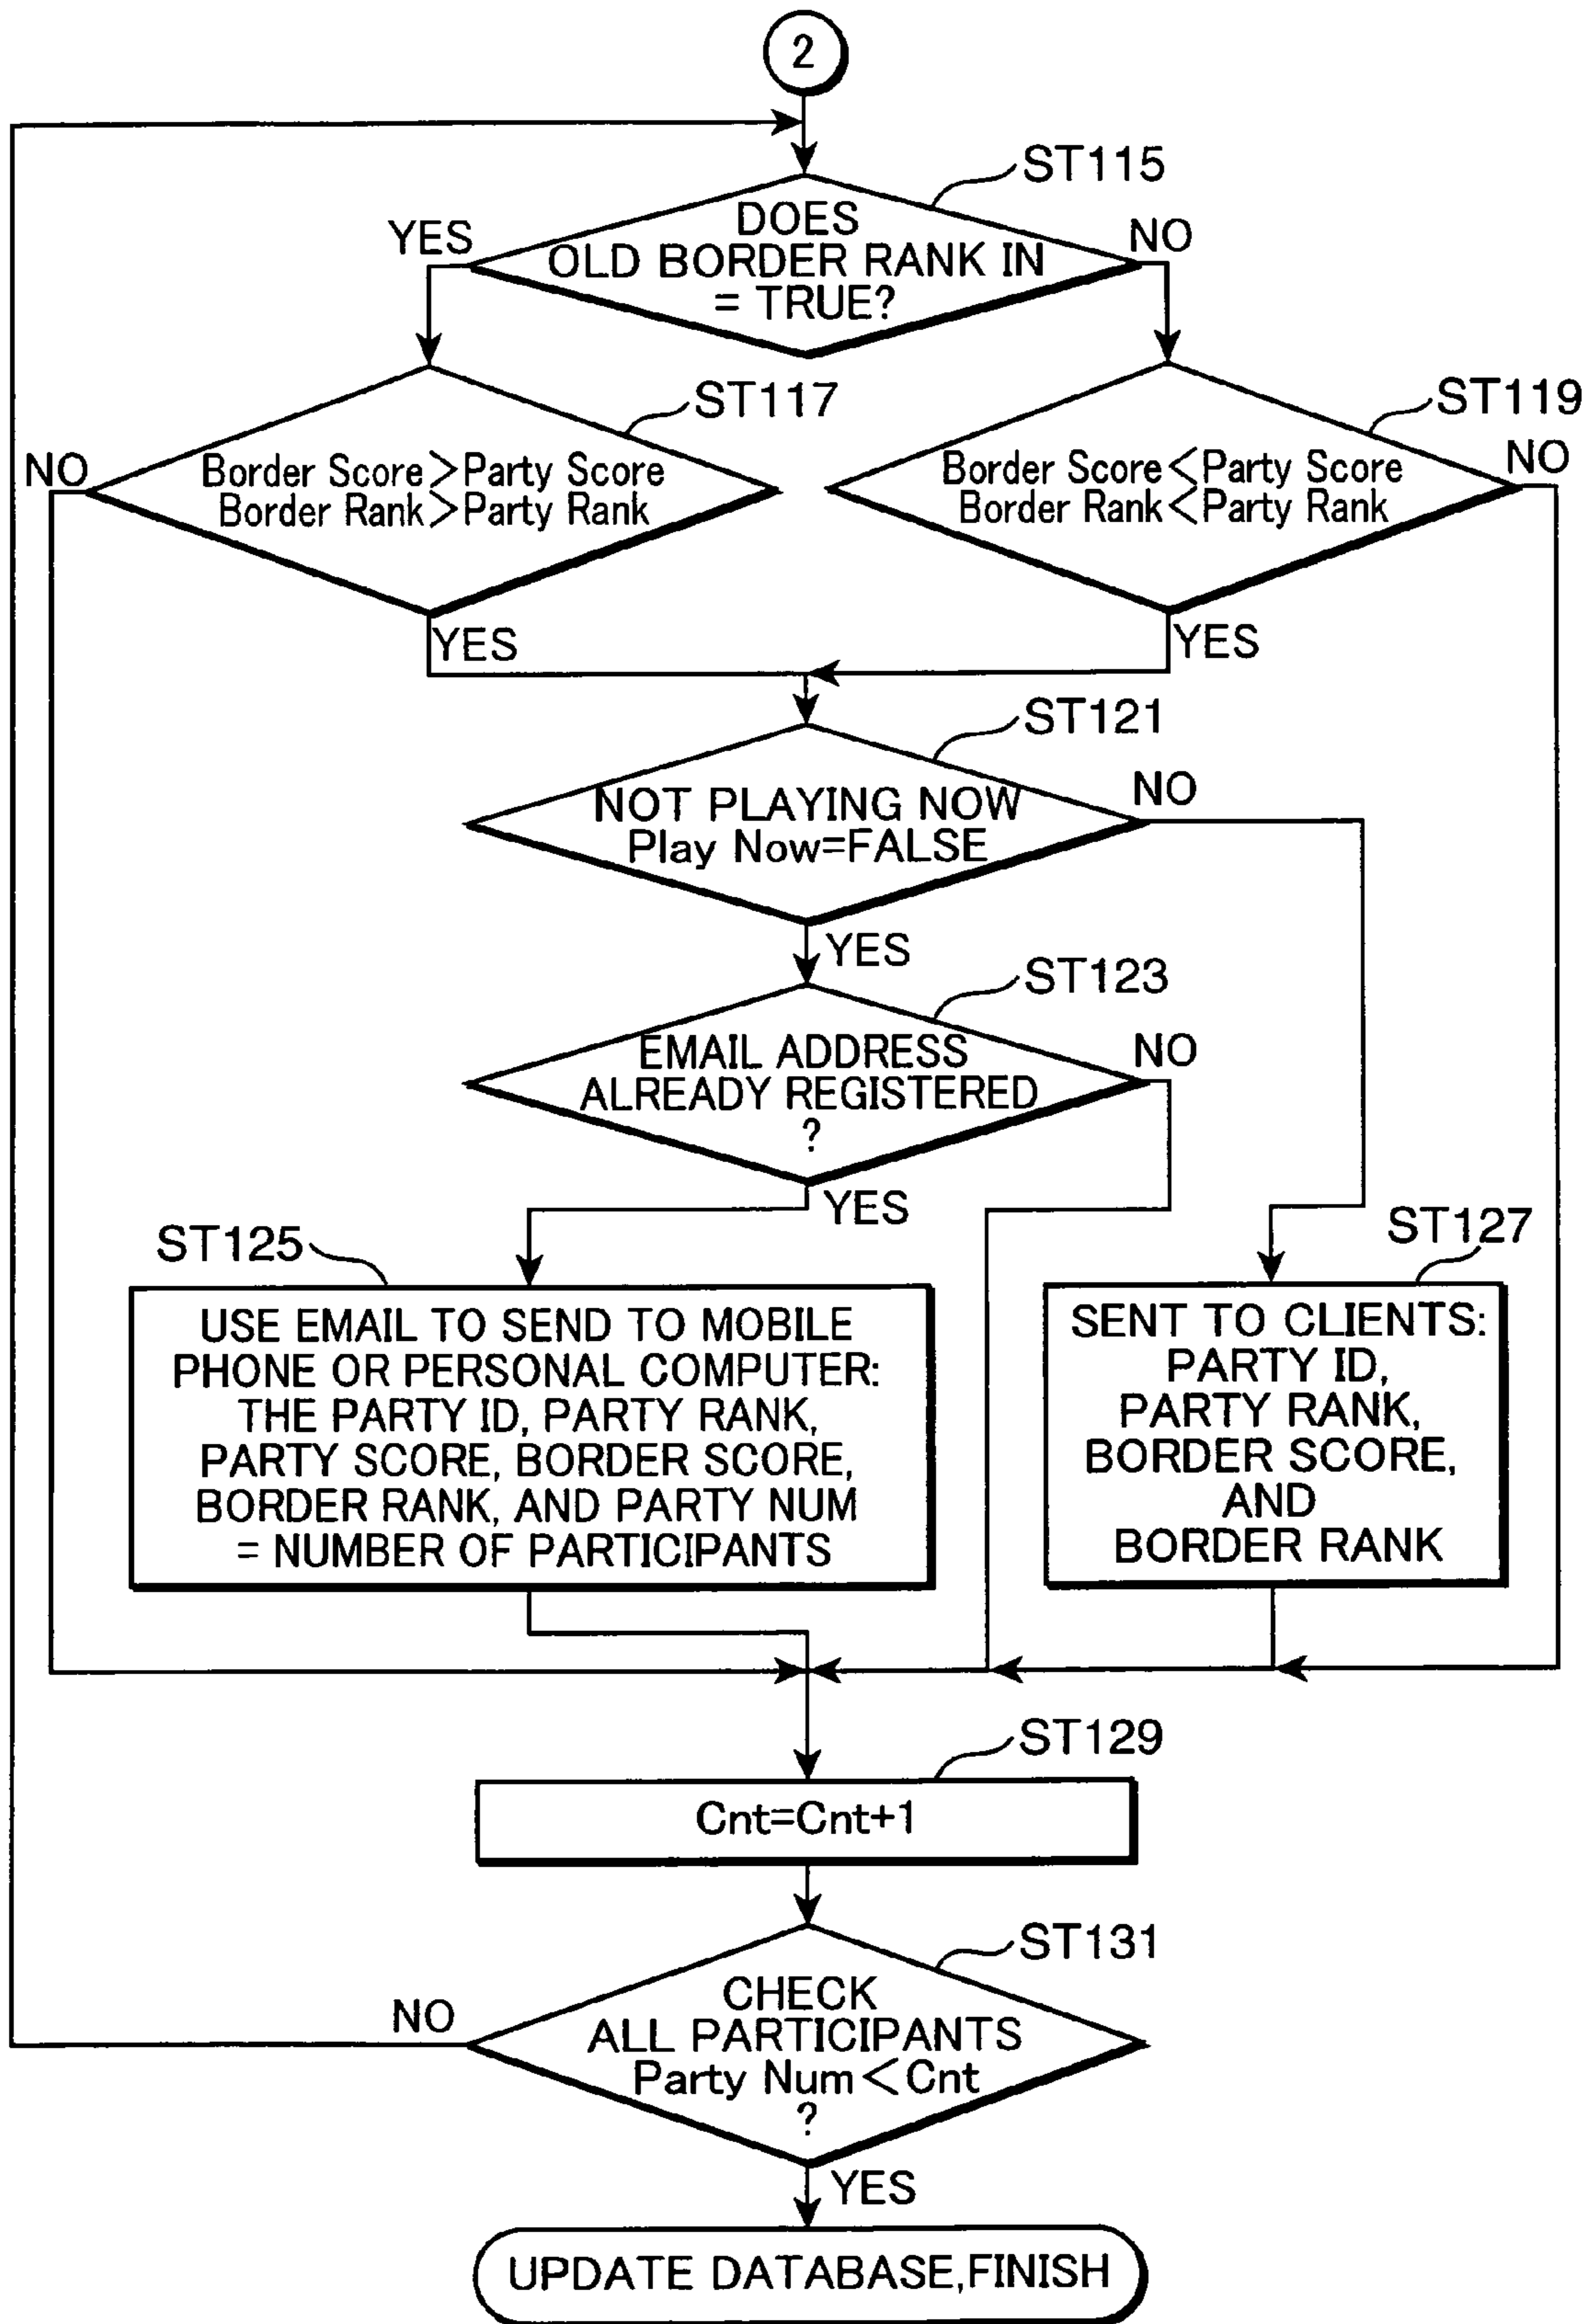 2
ST115
DOES
OLD BORDER RANK IN
= TRUE?
YES
NO
ST117
Border Score>Party Score
Border Rank>Party Rank
NO
YES
ST119
Border Score<Party Score
Border Rank<Party Rank
NO
YES
ST121
NOT PLAYING NOW
Play Now=FALSE
NO
YES
ST123
EMAIL ADDRESS
ALREADY REGISTERED
?
NO
YES
ST125
USE EMAIL TO SEND TO MOBILE
PHONE OR PERSONAL COMPUTER:
THE PARTY ID, PARTY RANK,
PARTY SCORE, BORDER SCORE,
BORDER RANK, AND PARTY NUM
= NUMBER OF PARTICIPANTS
ST127
SENT TO CLIENTS:
PARTY ID,
PARTY RANK,
BORDER SCORE,
AND
BORDER RANK
ST129
Cnt=Cnt+1
ST131
CHECK
ALL PARTICIPANTS
Party Num<Cnt
?
NO
YES
UPDATE DATABASE,FINISH